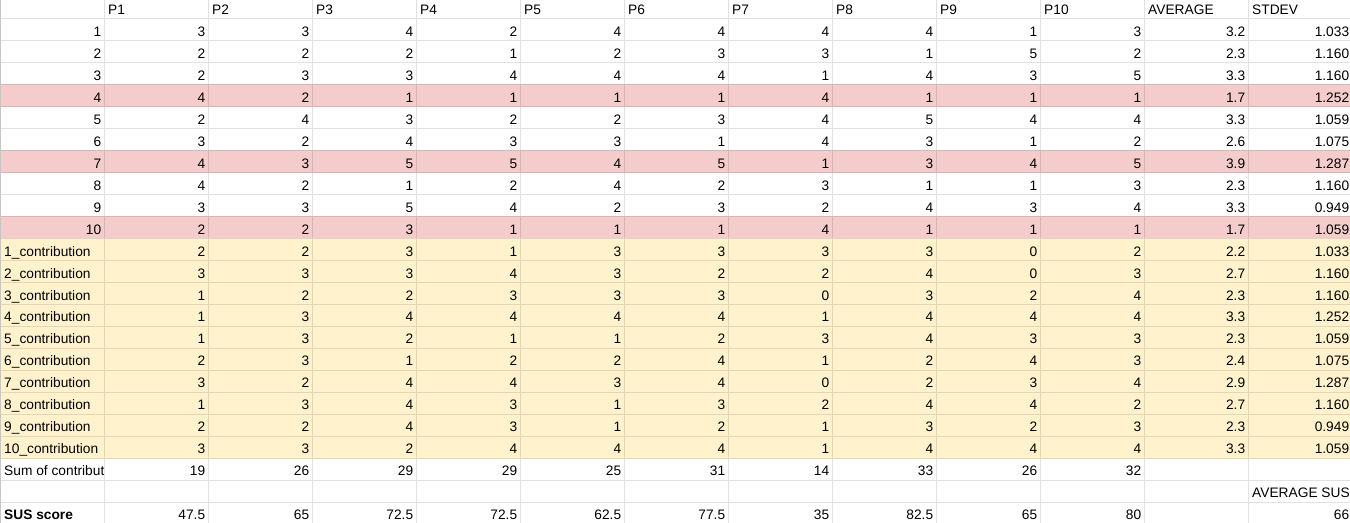 P1 P2 P3 P4 P5 P6 P7 P8 P9 P10 AVERAGE STDEV
1 3 3 4 2 4 4 4 4 1 3 3.2 1.033
2 2 2 2 1 2 3 3 1 5 2 2.3 1.160
3 2 3 3 4 4 4 1 4 3 5 3.3 1.160
4 4 2 1 1 1 1 4 1 1 1 1.7 1.252
5 2 4 3 2 2 3 4 5 4 4 3.3 1.059
6 3 2 4 3 3 1 4 3 1 2 2.6 1.075
7 4 3 5 5 4 5 1 3 4 5 3.9 1.287
8 4 2 1 2 4 2 3 1 1 3 2.3 1.160
9 3 3 5 4 2 3 2 4 3 4 3.3 0.949
10 2 2 3 1 1 1 4 1 1 1 1.7 1.059
1_contribution 2 2 3 1 3 3 3 3 0 2 2.2 1.033
2_contribution 3 3 3 4 3 2 2 4 0 3 2.7 1.160
3_contribution 1 2 2 3 3 3 0 3 2 4 2.3 1.160
4_contribution 1 3 4 4 4 4 1 4 4 4 3.3 1.252
5_contribution 1 3 2 1 1 2 3 4 3 3 2.3 1.059
6_contribution 2 3 1 2 2 4 1 2 4 3 2.4 1.075
7_contribution 3 2 4 4 3 4 0 2 3 4 2.9 1.287
8_contribution 1 3 4 3 1 3 2 4 4 2 2.7 1.160
9_contribution 2 2 4 3 1 2 1 3 2 3 2.3 0.949
10_contribution 3 3 2 4 4 4 1 4 4 4 3.3 1.059
Sum of contribut 19 26 29 29 25 31 14 33 26 32
AVERAGE SUS
SUS score 47.5 65 72.5 72.5 62.5 77.5 35 82.5 65 80 66